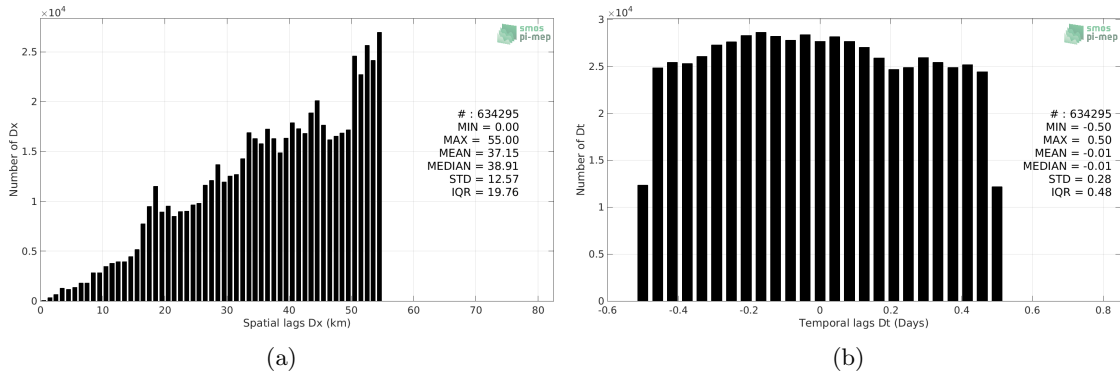 ×10⁴
2.5
2
1.5
1
0.5
0
0
10
20
30
40
50
60
70
80
Number of Dx
Spatial lags Dx (km)
smos
pi-mep
# : 634295
MIN = 0.00
MAX = 55.00
MEAN = 37.15
MEDIAN = 38.91
STD = 12.57
IQR = 19.76
(a)
×10⁴
3
2.5
2
1.5
1
0.5
0
-0.6
-0.4
-0.2
0
0.2
0.4
0.6
0.8
Number of Dt
Temporal lags Dt (Days)
smos
pi-mep
# : 634295
MIN = -0.50
MAX = 0.50
MEAN = -0.01
MEDIAN = -0.01
STD = 0.28
IQR = 0.48
(b)